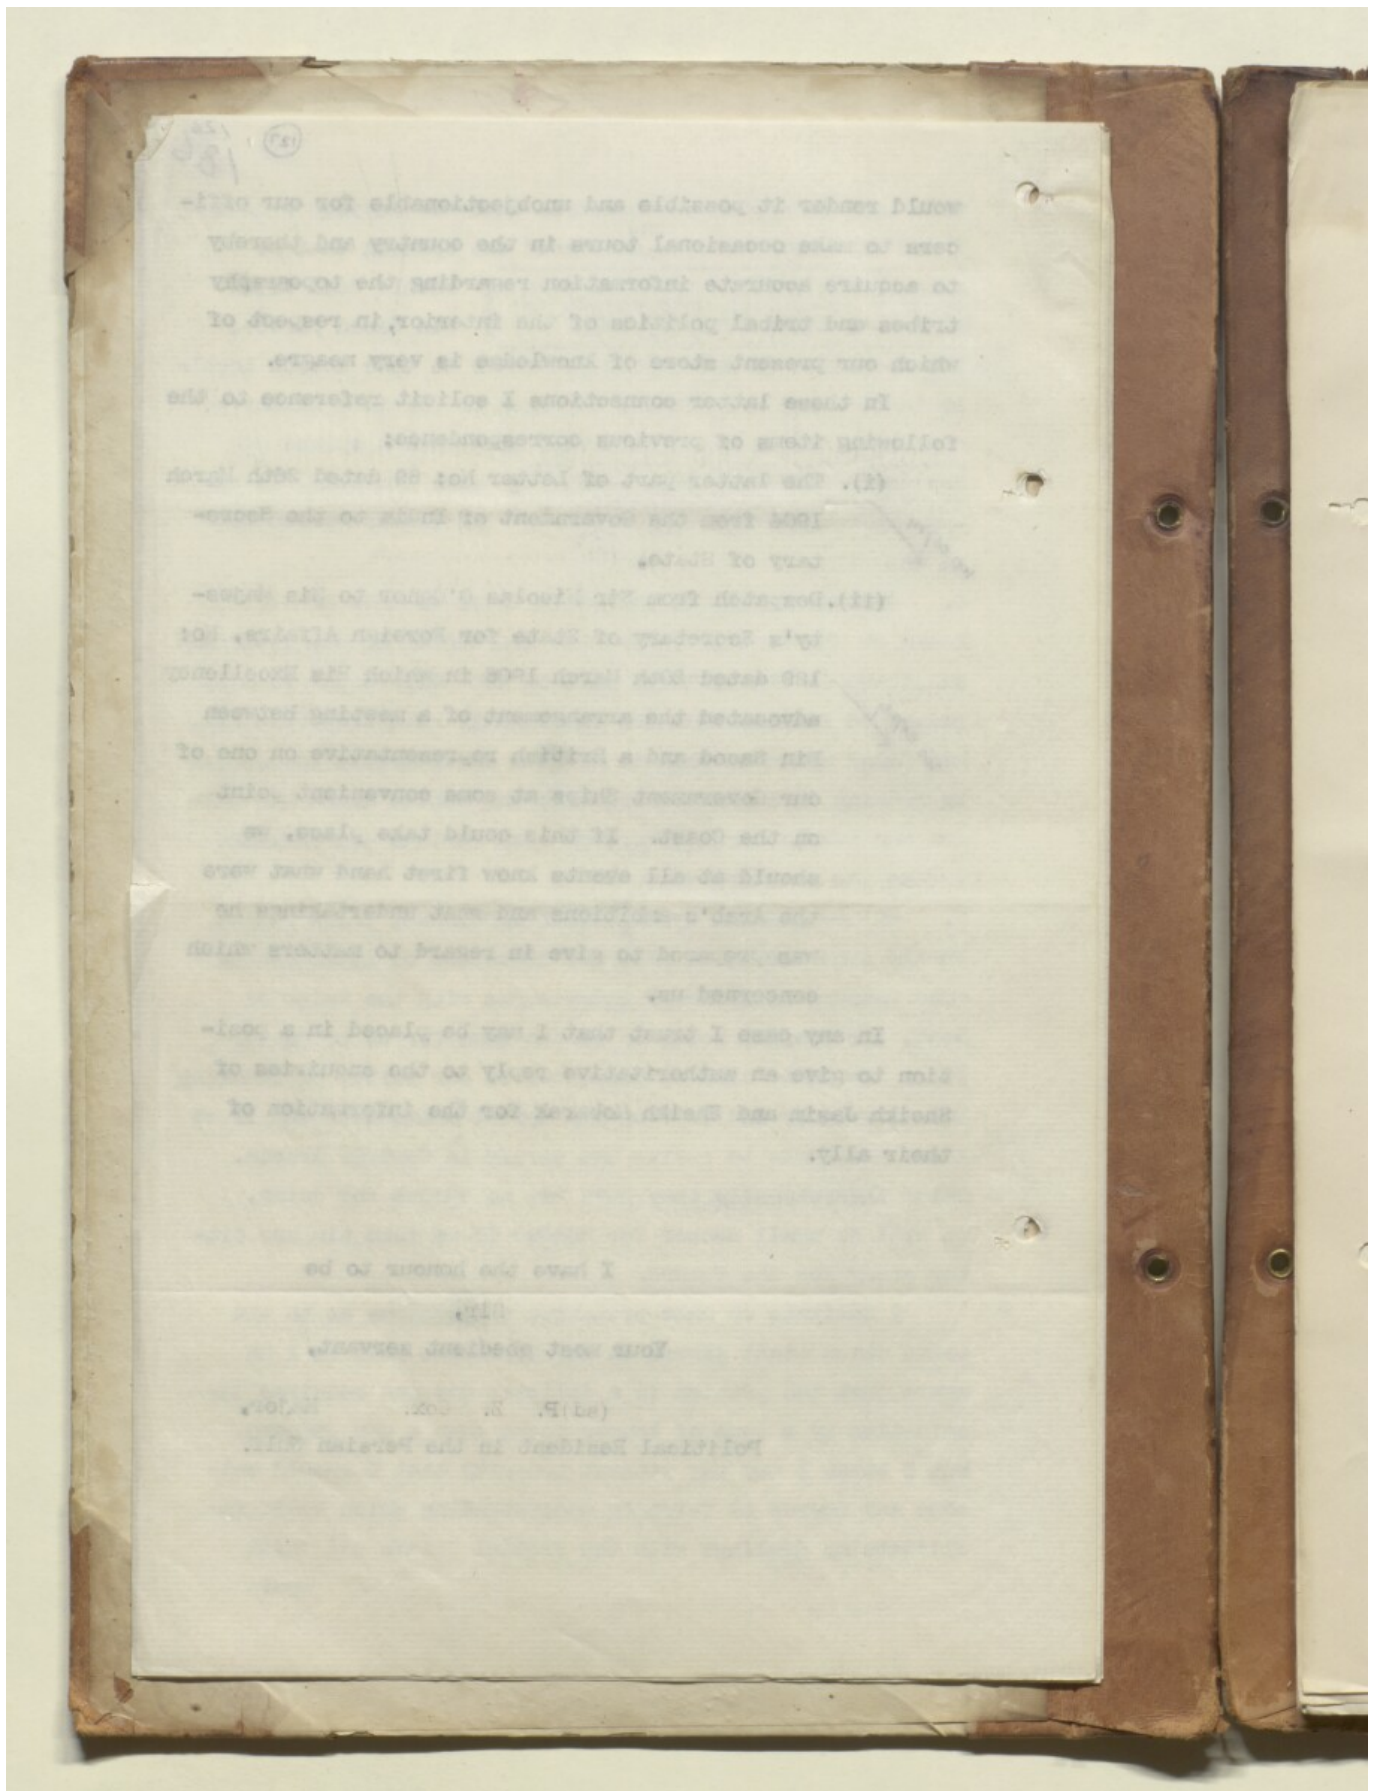 would render it possible and unobjectionable for our offi-
cers to make occasional tours in the country and thereby
to acquire accurate information regarding the topography
tribes and tribal politics of the interior, in respect of
which our present store of knowledge is very meagre.
In these latter connections I solicit reference to the
following items of previous correspondence:
(i). The latter part of letter No: 89 dated 26th March
1904 from the Government of India to the Secre-
tary of State.
(ii). Despatch from Sir Nicolas O'Conor to His Majes-
ty's Secretary of State for Foreign Affairs, No:
dated March in which His Excellency
advocated the arrangement of a meeting between
Bin Saood and a British representative on one of
our Government Ships at some convenient point
on the Coast. If this could take place, we
should at all events know first hand what were
the Arab's ambitions and what undertakings he
was prepared to give in regard to matters which
concerned us.
In any case I trust that I may be placed in a posi-
tion to give an authoritative reply to the enquiries of
Sheikh Jasim and Sheikh Mobarak for the information of
their ally.
I have the honour to be
Sir,
Your most obedient servant,
(sd) P. Z. Cox. Major,
Political Resident in the Persian Gulf.